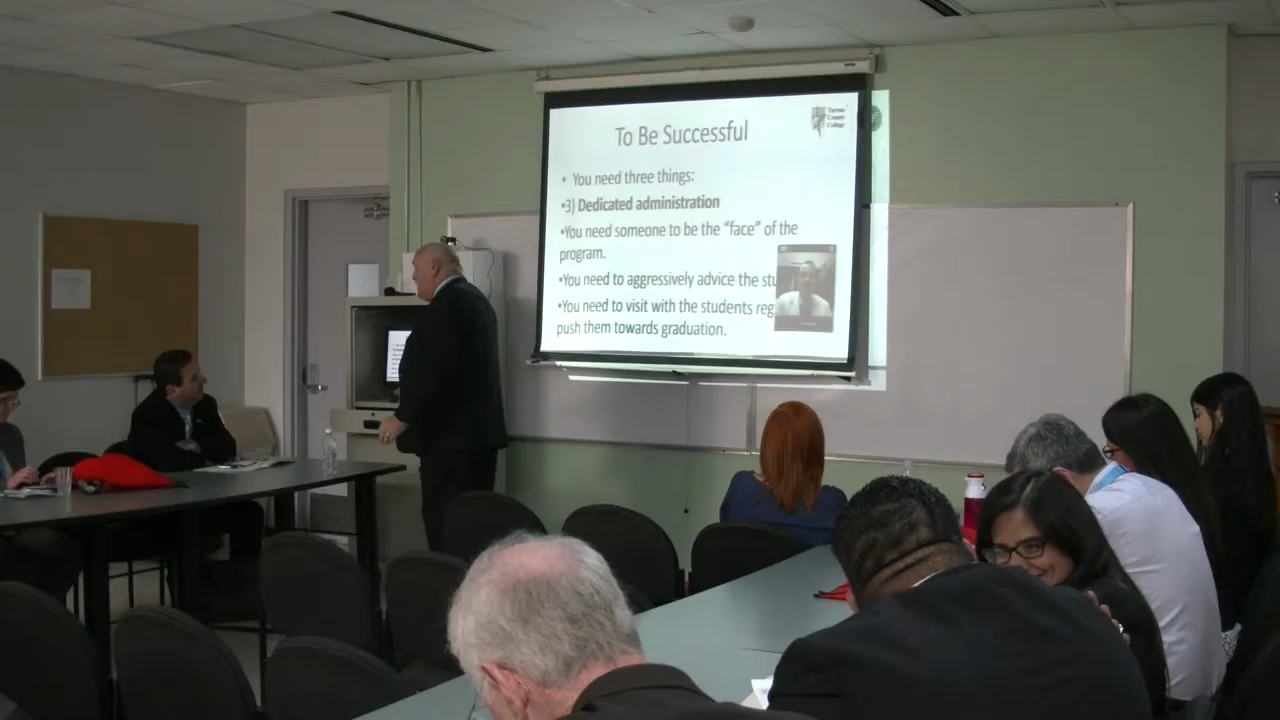 To Be Successful
• You need three things:
•3) Dedicated administration
•You need someone to be the “face” of the
program.
•You need to aggressively advice the stu
•You need to visit with the students reg
push them towards graduation.
County
College